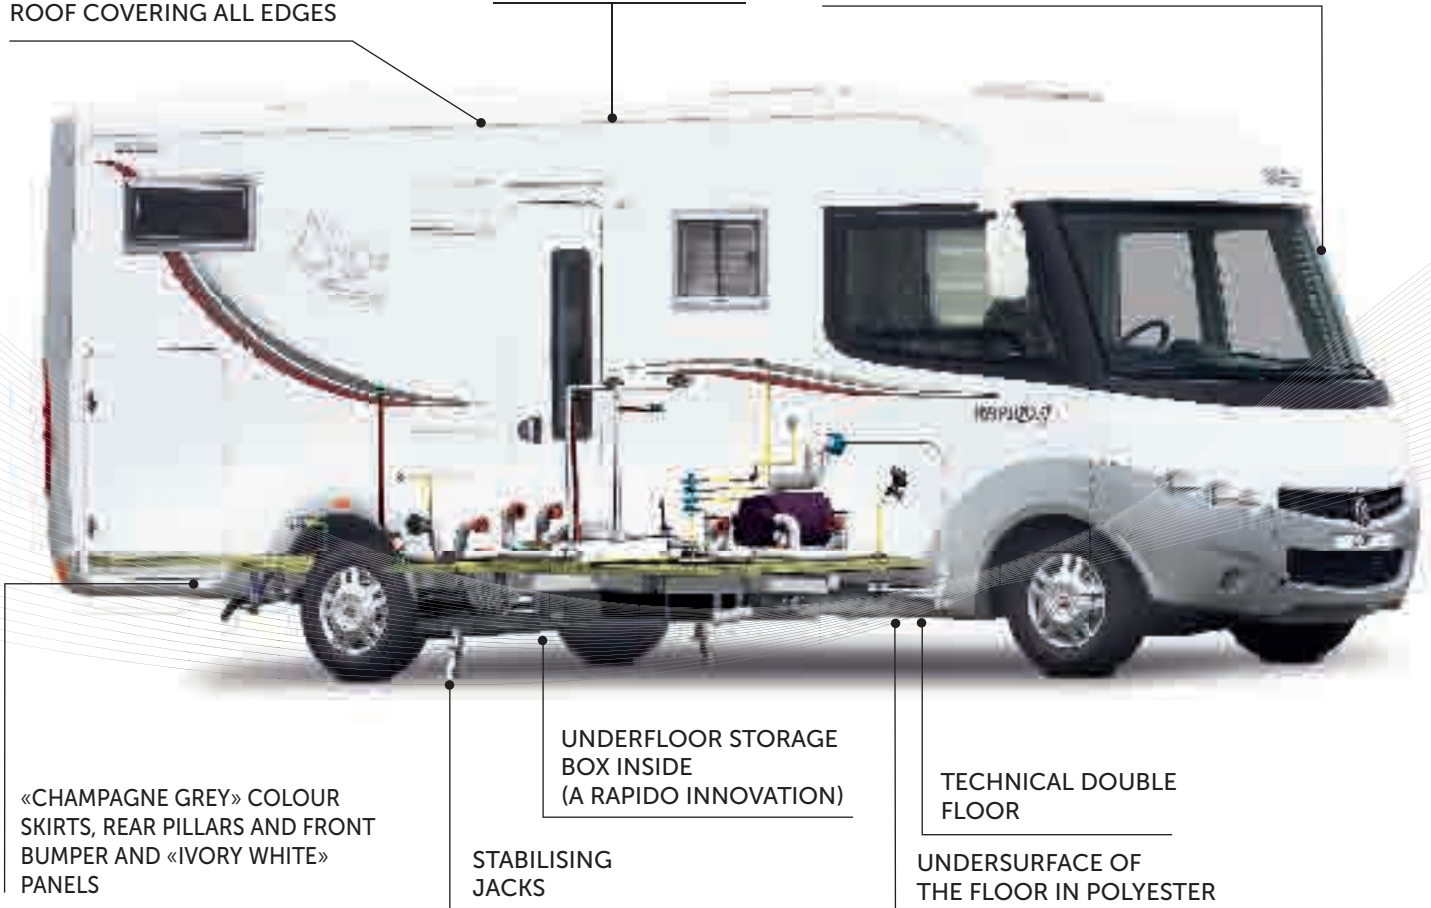 ROOF COVERING ALL EDGES
RAPIDO
UNDERFLOOR STORAGE
BOX INSIDE
(A RAPIDO INNOVATION)
TECHNICAL DOUBLE
FLOOR
«CHAMPAGNE GREY» COLOUR
SKIRTS, REAR PILLARS AND FRONT
BUMPER AND «IVORY WHITE»
PANELS
STABILISING
JACKS
UNDERSURFACE OF
THE FLOOR IN POLYESTER